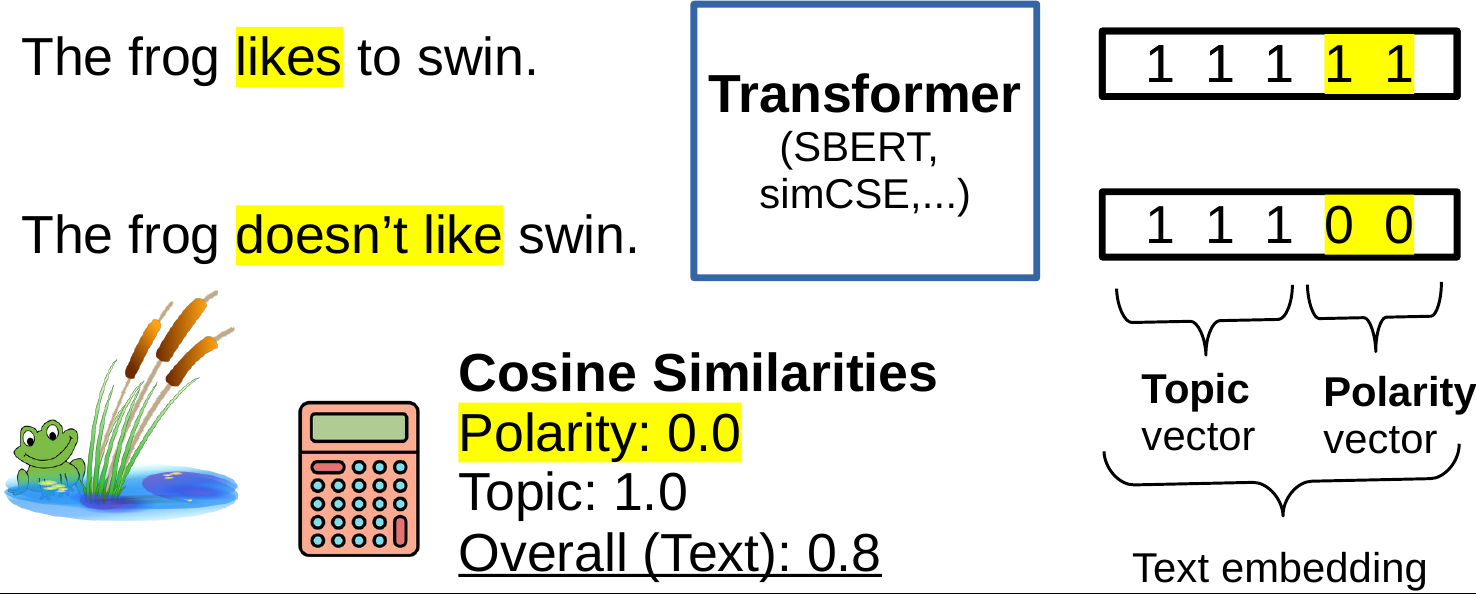 The frog likes to swin.
The frog doesn’t like swin.
Transformer
(SBERT,
simCSE,...)
1 1 1 1 1
1 1 1 0 0
Topic
vector
Polarity
vector
Text embedding
Cosine Similarities
Polarity: 0.0
Topic: 1.0
Overall (Text): 0.8